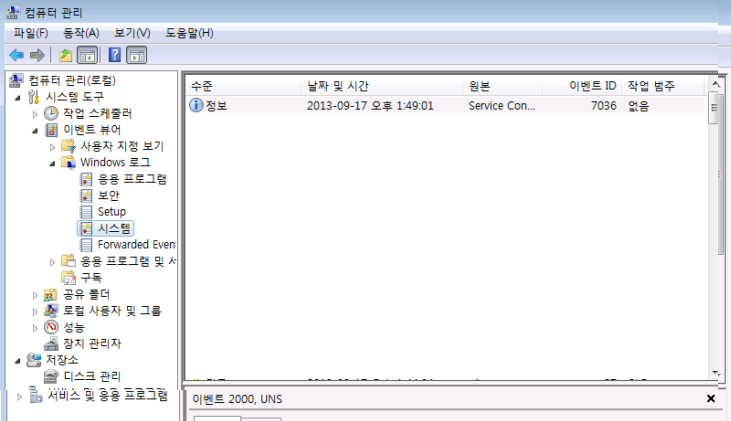 컴퓨터 관리
파일(F) 동작(A) 보기(V) 도움말(H)
컴퓨터 관리(로컬)
시스템 도구
작업 스케줄러
이벤트 뷰어
사용자 지정 보기
Windows 로그
응용 프로그램
보안
Setup
시스템
Forwarded Even
응용 프로그램 및 서
구독
공유 폴더
로컬 사용자 및 그룹
성능
장치 관리자
저장소
디스크 관리
서비스 및 응용 프로그램
수준 날짜 및 시간 원본 이벤트 ID 작업 범주
정보 2013-09-17 오후 1:49:01 Service Con... 7036 없음
이벤트 2000, UNS